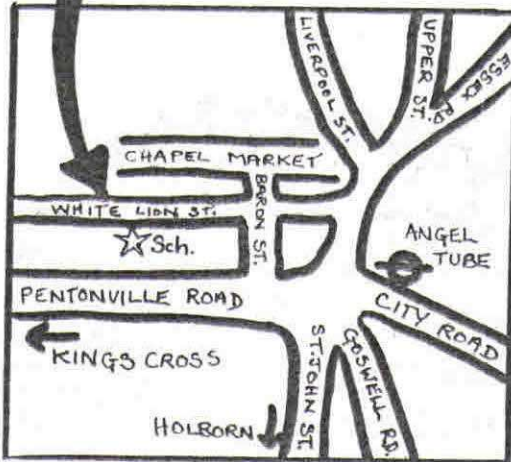 LIVERPOOL ST.
UPPER ST.
ESSEX RD.
CHAPEL MARKET
BARON ST.
WHITE LION ST.
Sch.
ANGEL
TUBE
PENTONVILLE ROAD
CITY ROAD
KINGS CROSS
ST. JOHN ST.
GOSWELL RD.
HOLBORN